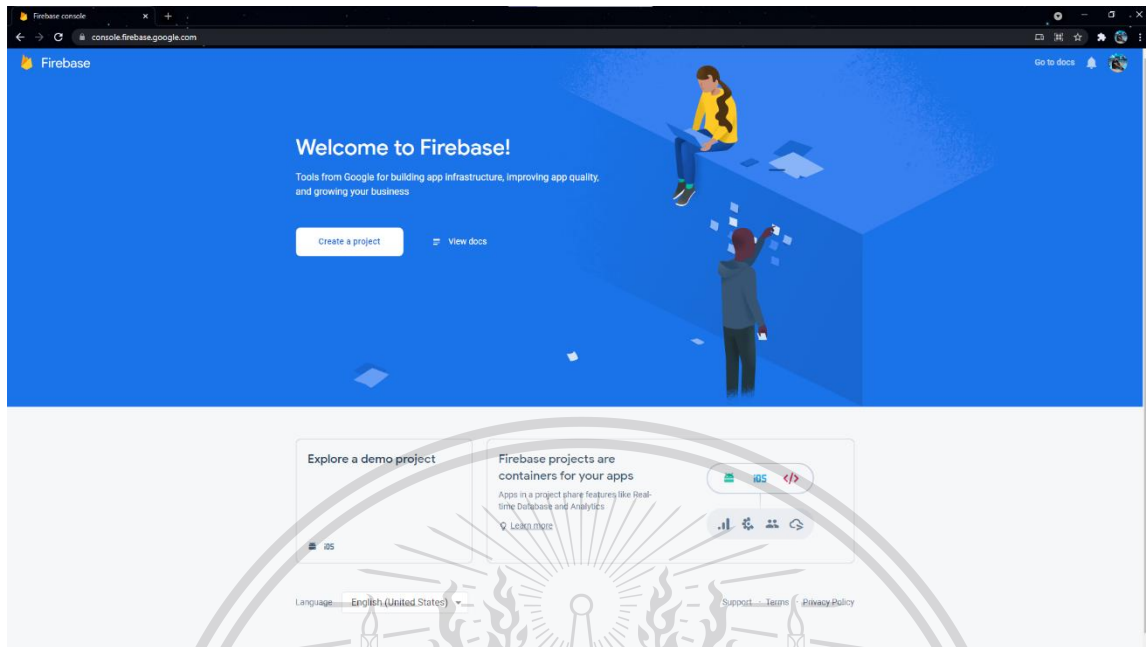 Firebase console
console.firebase.google.com
Firebase
Go to docs
Welcome to Firebase!
Tools from Google for building app infrastructure, improving app quality,
and growing your business
Create a project
View docs
Explore a demo project
iOS
Firebase projects are
containers for your apps
Apps in a project share features like Real-
time Database and Analytics
Learn more
iOS
</>
Language
English (United States)
Support · Terms · Privacy Policy